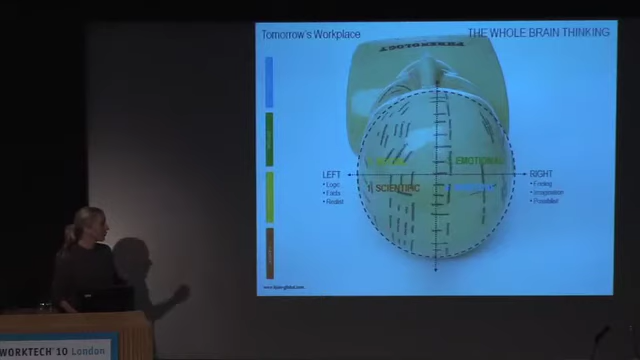 Tomorrow's Workplace
THE WHOLE BRAIN THINKING
PHRENOLOGY
EMOTIONAL
LEFT
• Logic
• Facts
• Realist
RIGHT
• Feeling
• Imagination
• Possibilist
SCIENTIFIC
WORKTECH 10 London